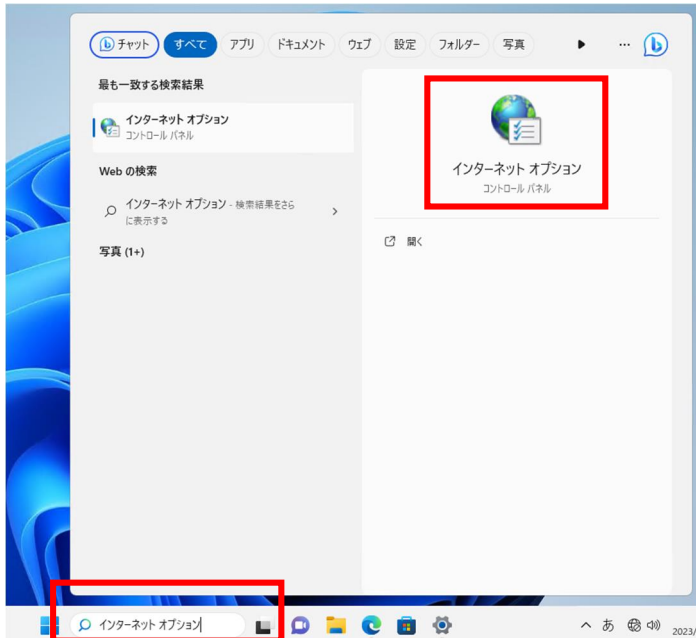 チャット すべて アプリ ドキュメント ウェブ 設定 フォルダー 写真 ...
最も一致する検索結果
インターネット オプション
コントロール パネル
Web の検索
インターネット オプション - 検索結果をさら
に表示する
写真 (1+)
インターネット オプション
コントロール パネル
開く
インターネット オプション
あ
2023/